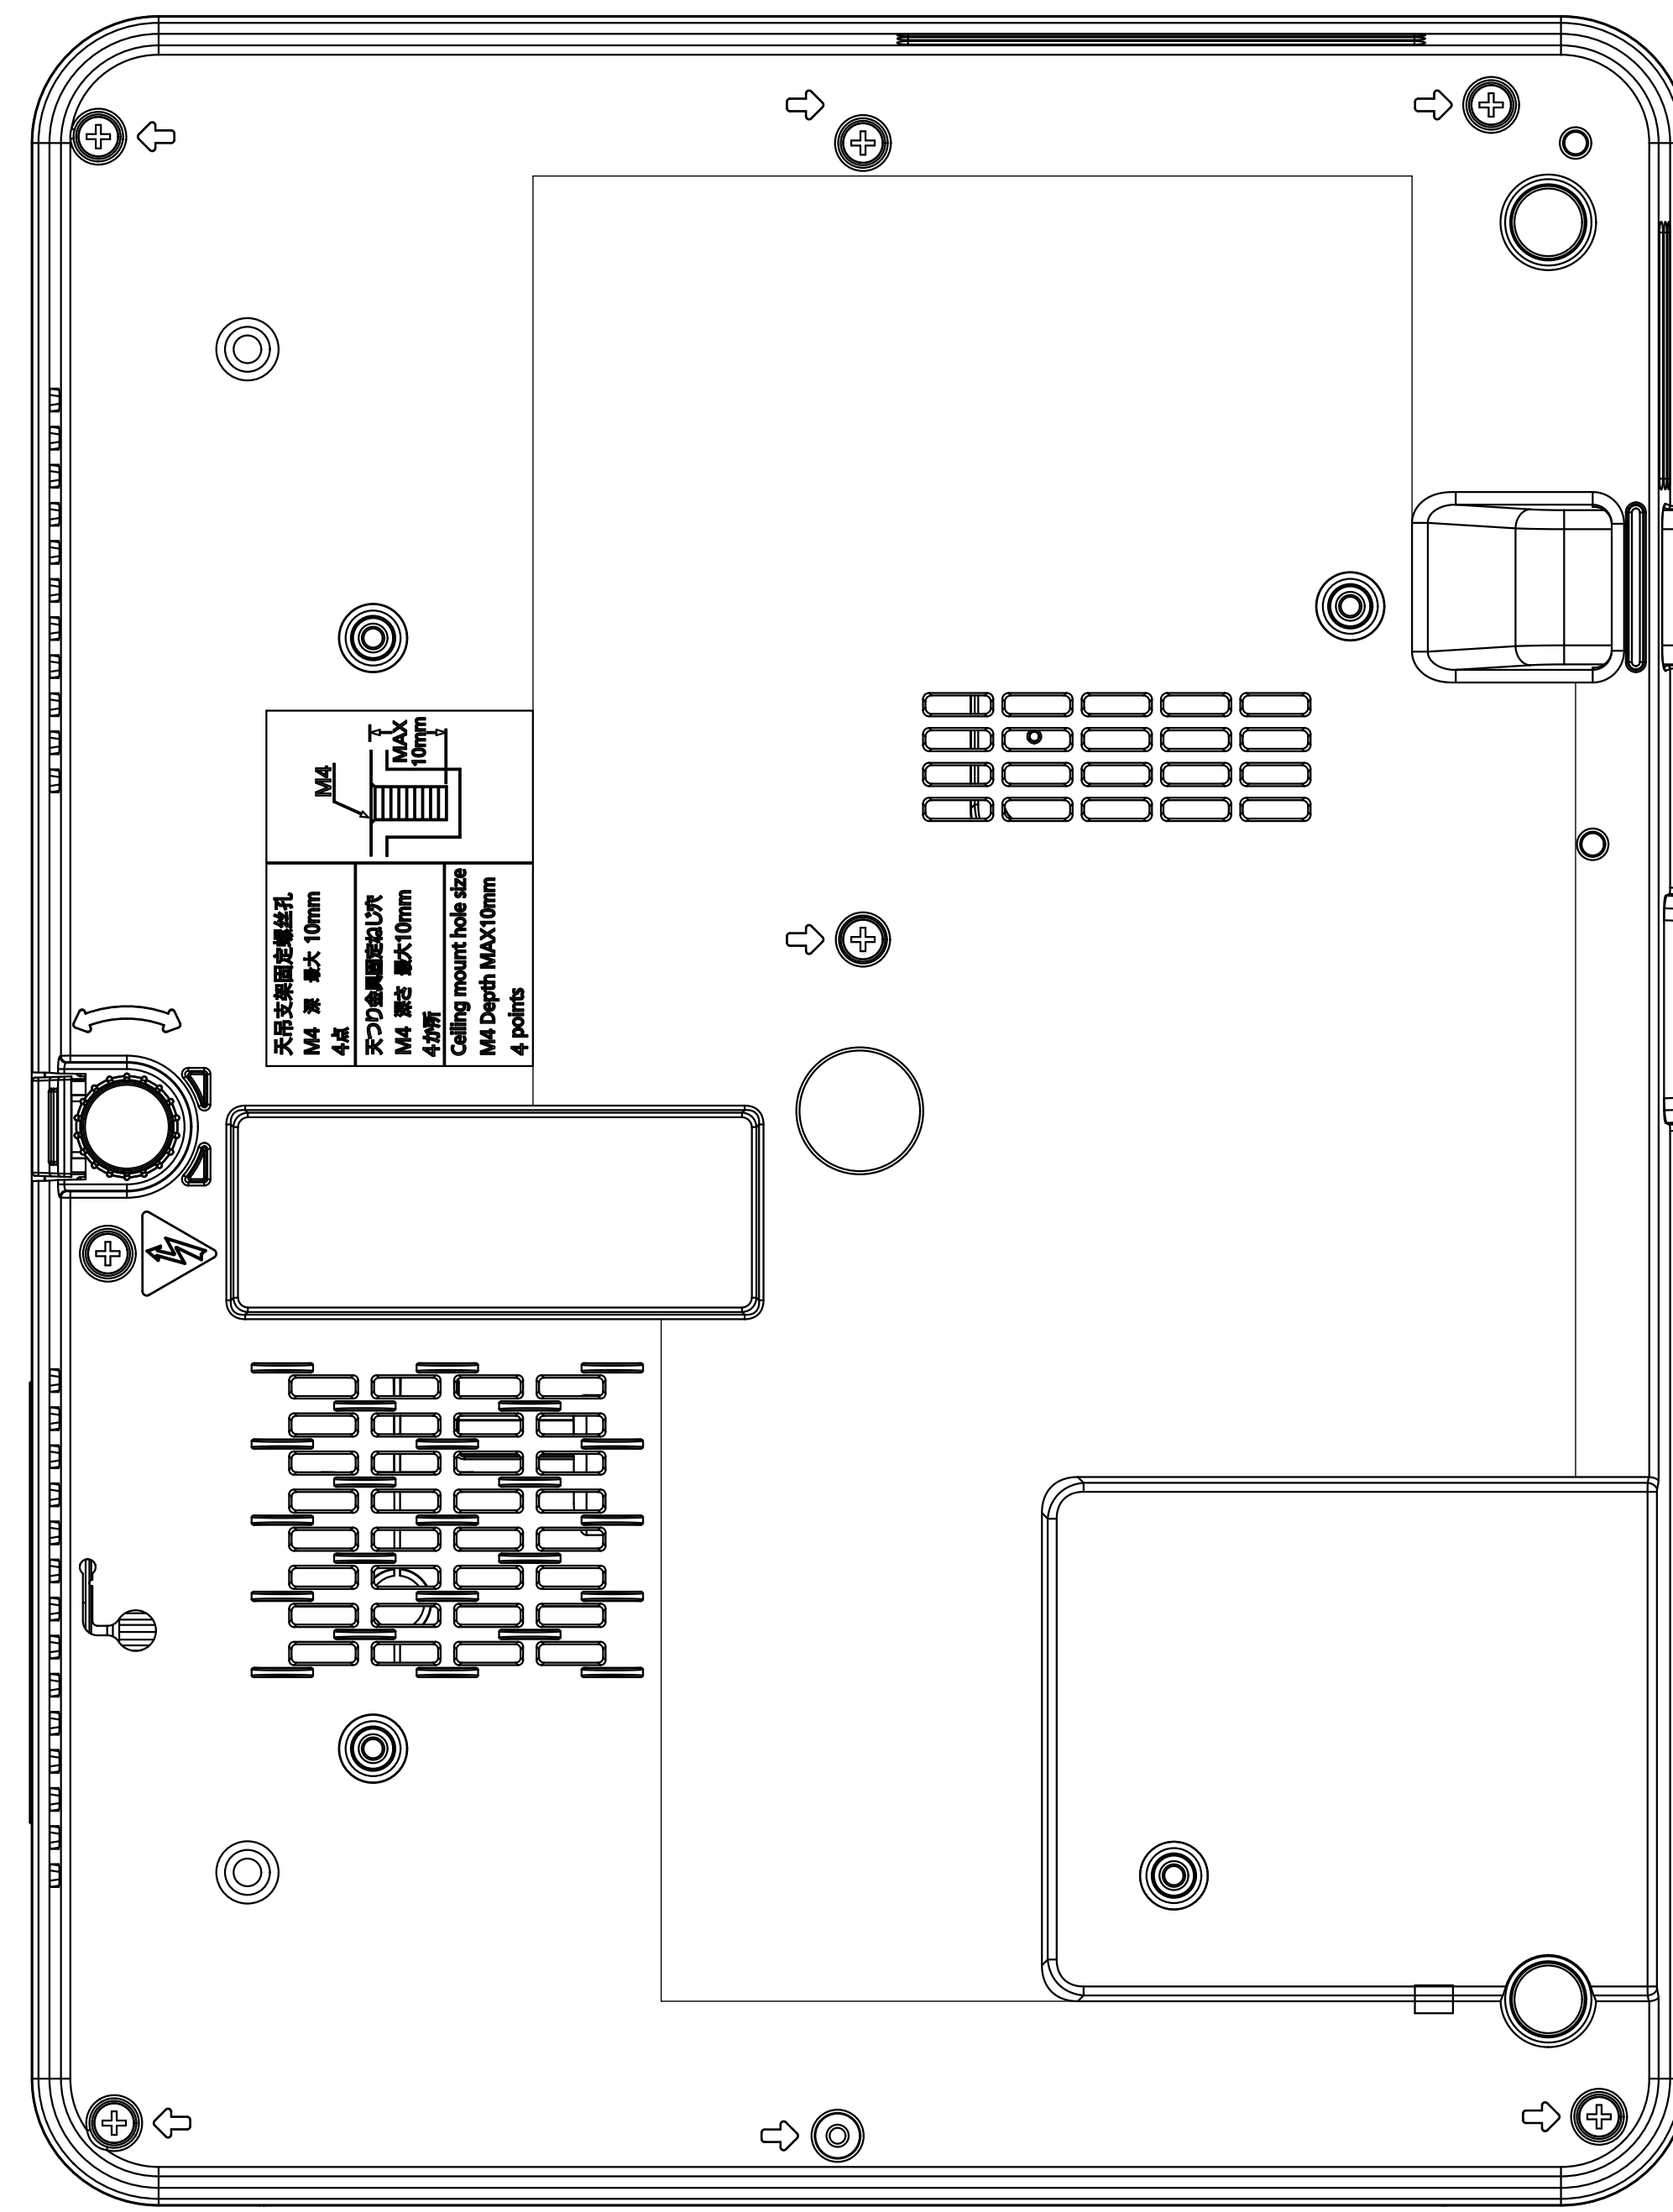 M4
MAX
10mm
天吊支架固定螺丝孔
M4 深 最大 10mm
4点
天つり金具固定ねじ穴
M4 深さ 最大10mm
4か所
Ceiling mount hole size
M4 Depth MAX10mm
4 points